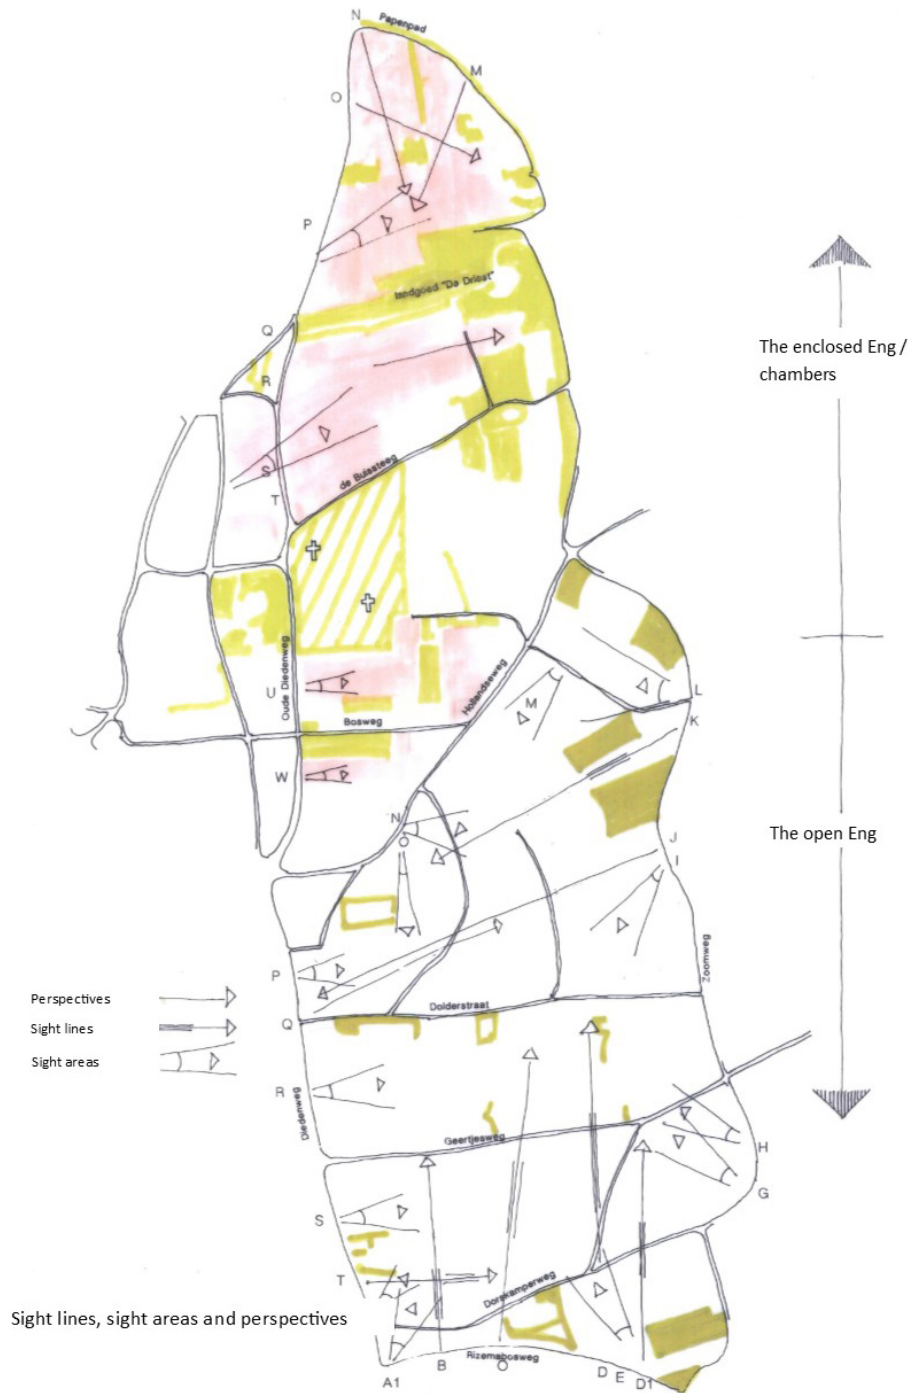 N
Papenpad
M
O
P
landgoed "De Driest"
Q
The enclosed Eng /
chambers
R
S
de Buissteeg
T
Oude Diedenweg
U
Hollandseweg
M
L
K
Bosweg
W
N
O
The open Eng
J
I
P
Zoomweg
Perspectives
Dolderstraat
Q
Sight lines
Sight areas
R
Diedenweg
Geertjesweg
H
G
S
T
Dorskamperweg
Sight lines, sight areas and perspectives
Rizemabosweg
A1
B
O
D
E
D1